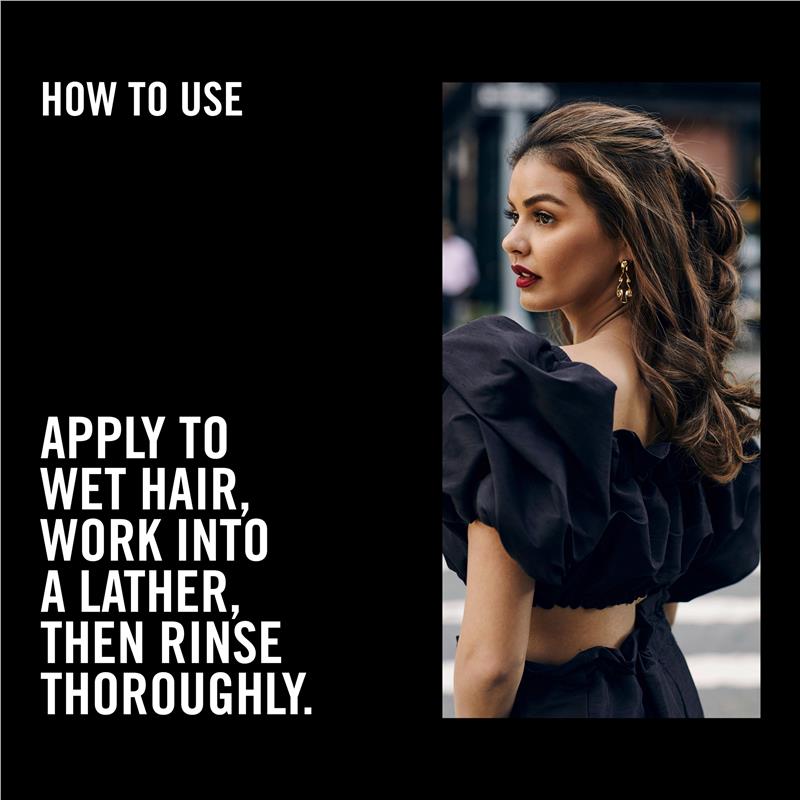 HOW TO USE
APPLY TO
WET HAIR,
WORK INTO
A LATHER,
THEN RINSE
THOROUGHLY.